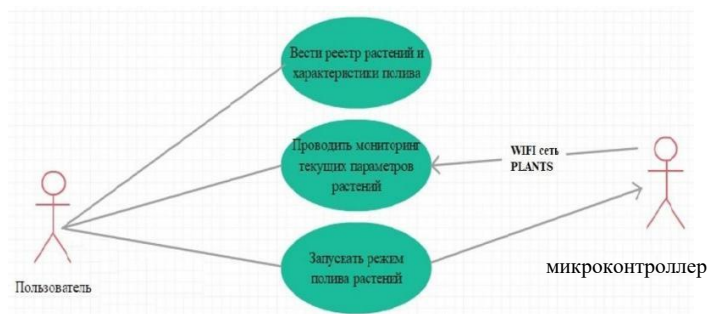 Вести реестр растений и
характеристики полива
Проводить мониторинг
текущих параметров
растений
WIFI сеть
PLANTS
Запускать режим
полива растений
Пользователь
микроконтроллер